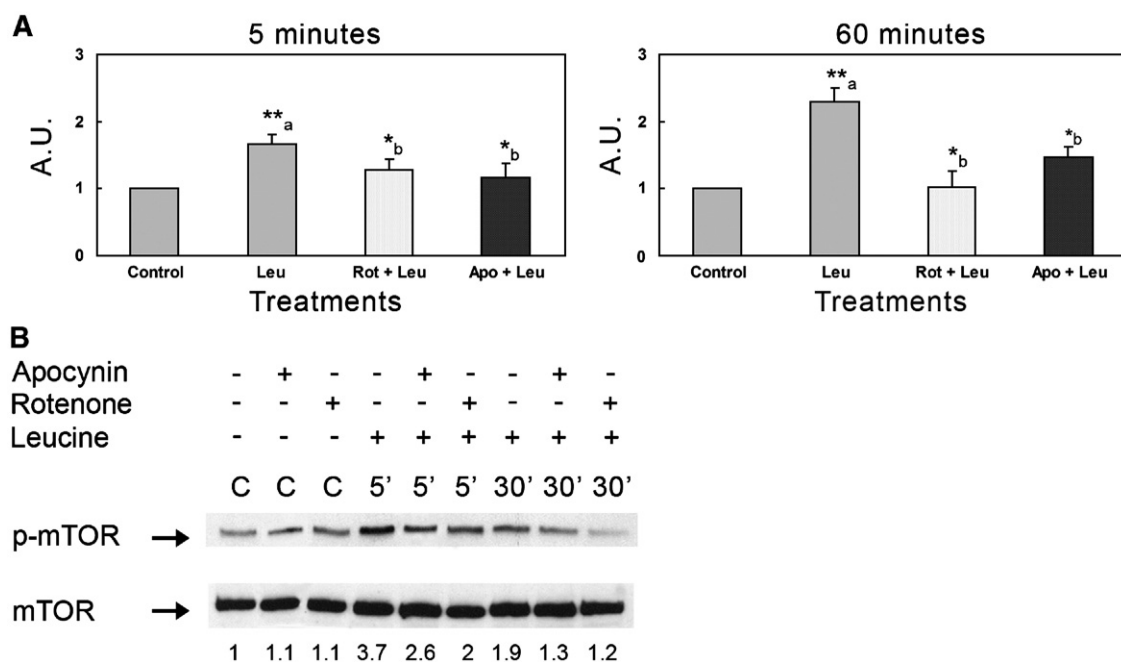 A
5 minutes
3
2
1
0
A.U.
**a
*b
*b
Control Leu Rot + Leu Apo + Leu
Treatments
60 minutes
3
2
1
0
A.U.
**a
*b
*b
Control Leu Rot + Leu Apo + Leu
Treatments
B
Apocynin - + - - + - - + -
Rotenone - - + - - + - - +
Leucine - - - + + + + + +
C C C 5' 5' 5' 30' 30' 30'
p-mTOR
mTOR
1 1.1 1.1 3.7 2.6 2 1.9 1.3 1.2